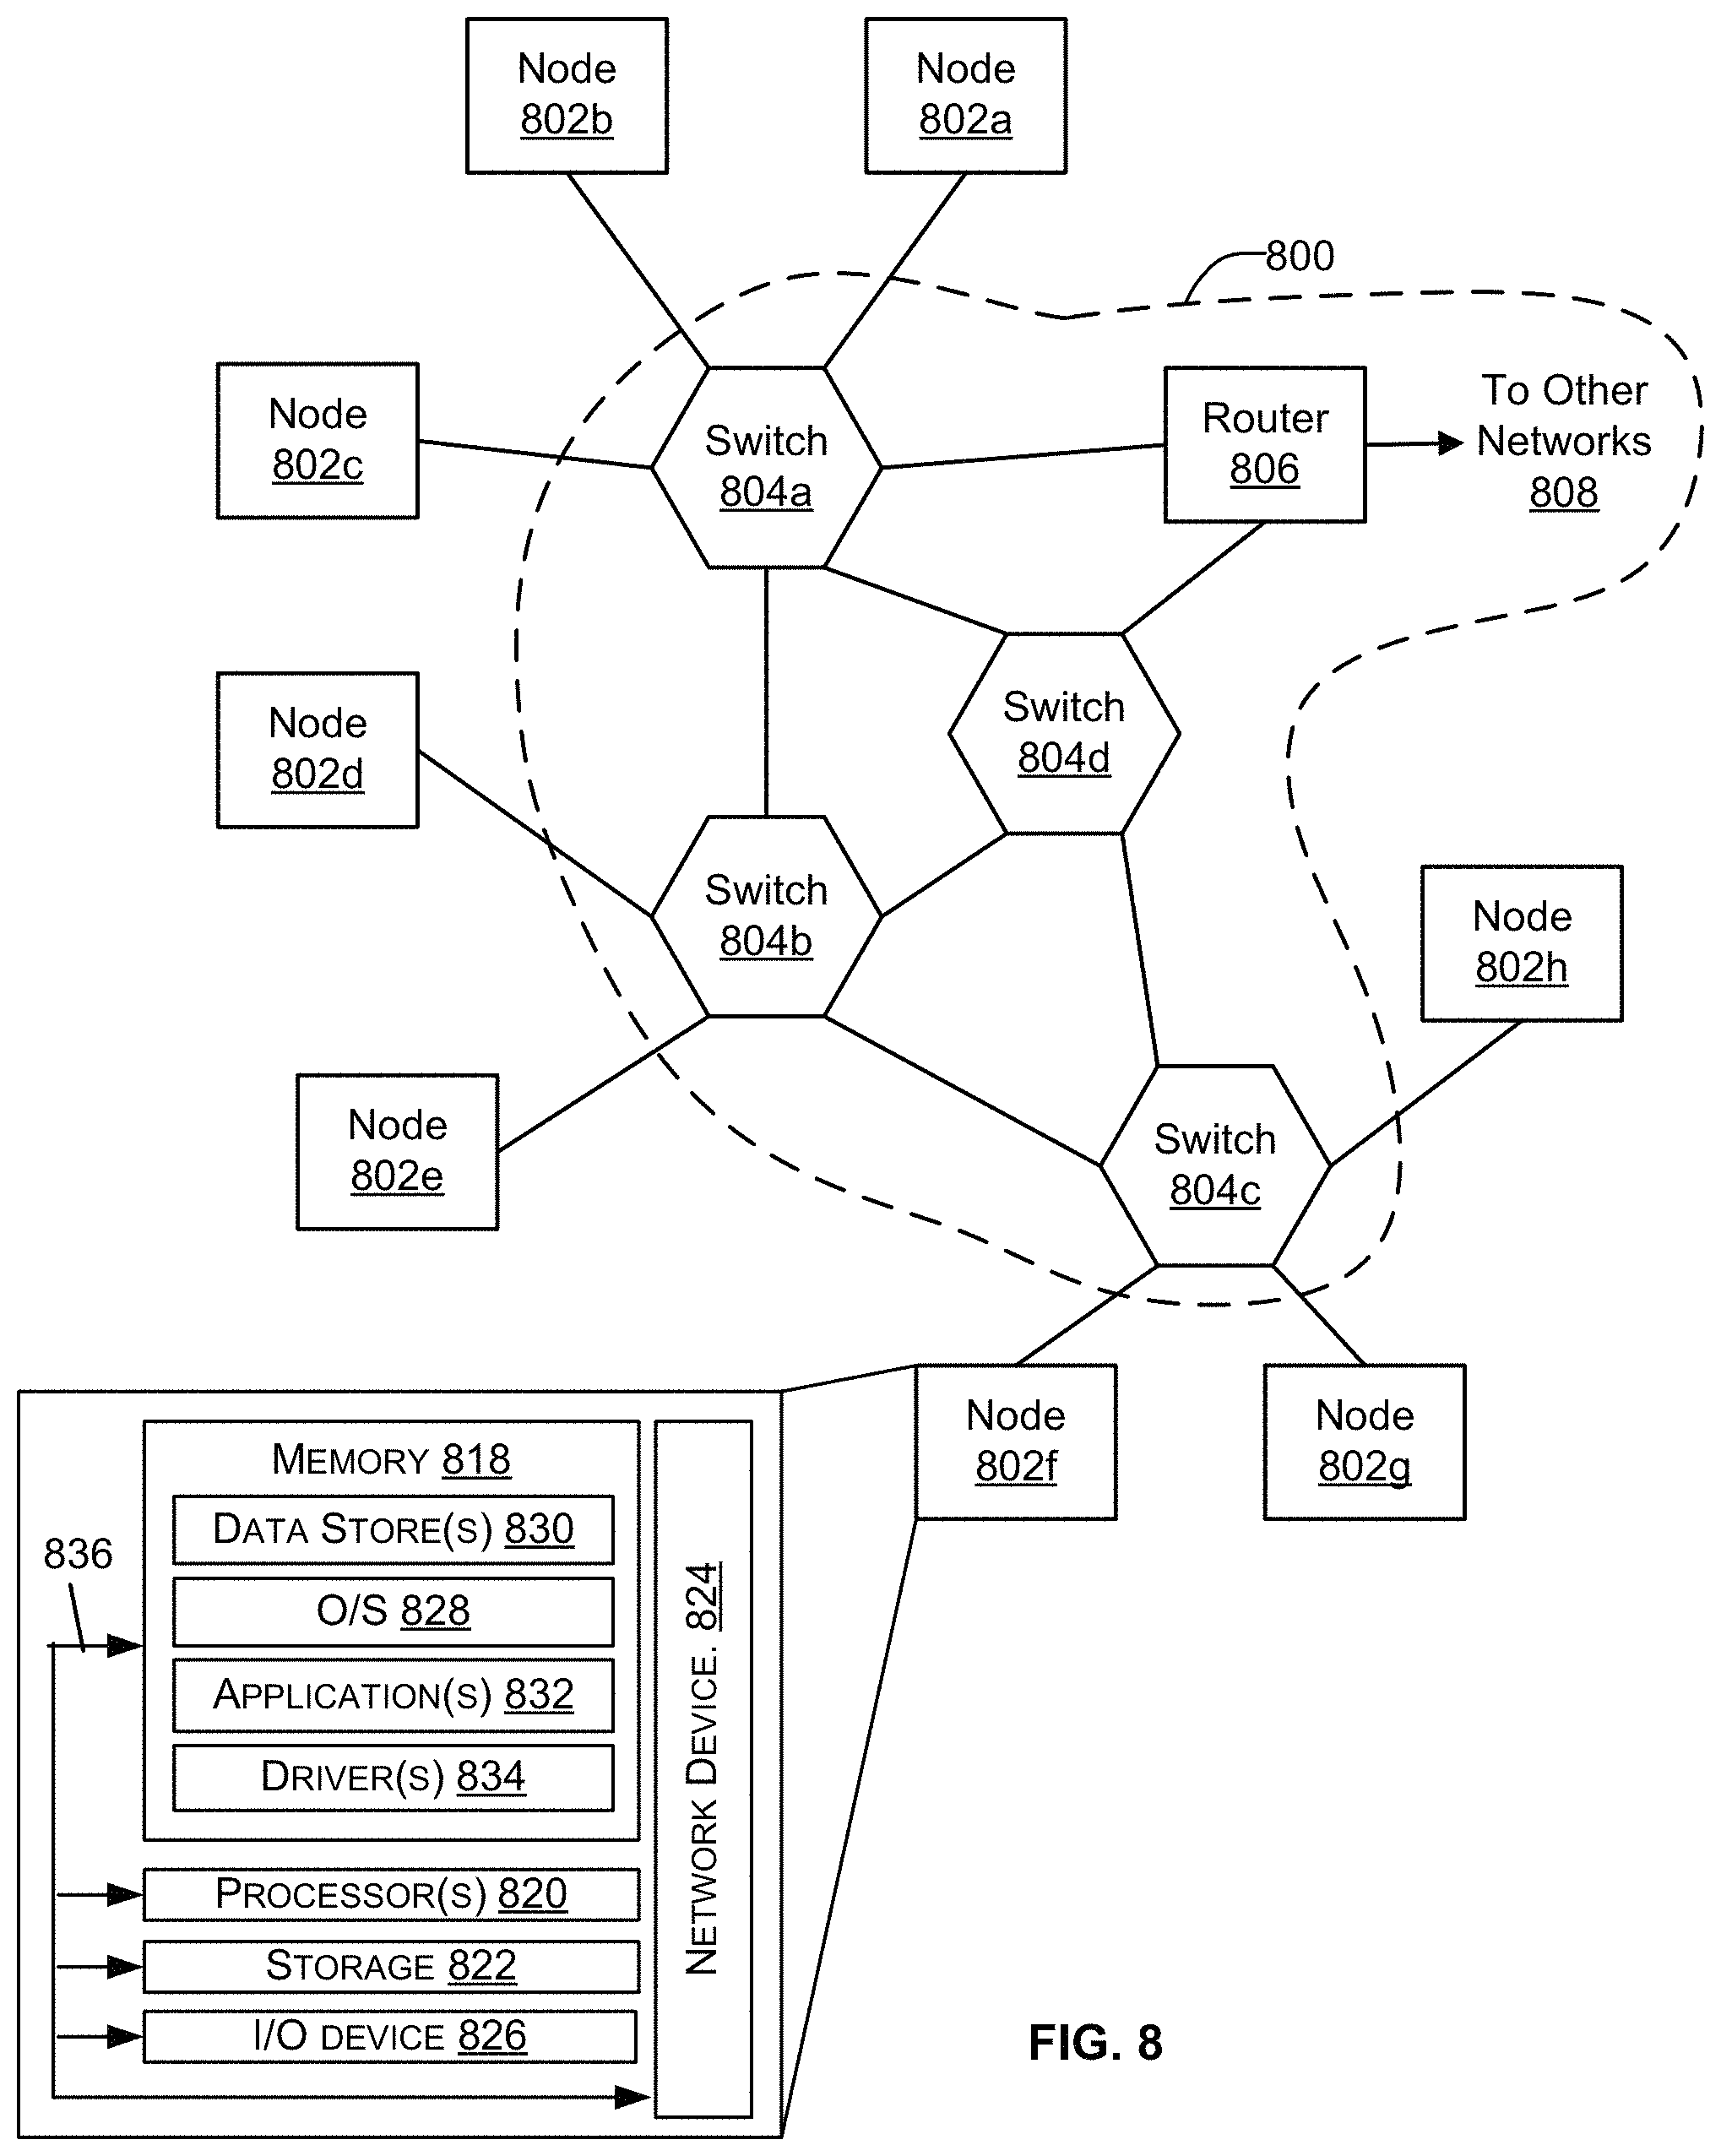 Node
802b
Node
802a
800
Node
802c
Switch
804a
Router
806
To Other
Networks
808
Node
802d
Switch
804d
Switch
804b
Node
802h
Node
802e
Switch
804c
Node
802f
Node
802g
MEMORY 818
DATA STORE(S) 830
836
O/S 828
APPLICATION(S) 832
DRIVER(S) 834
NETWORK DEVICE. 824
PROCESSOR(S) 820
STORAGE 822
I/O DEVICE 826
FIG. 8